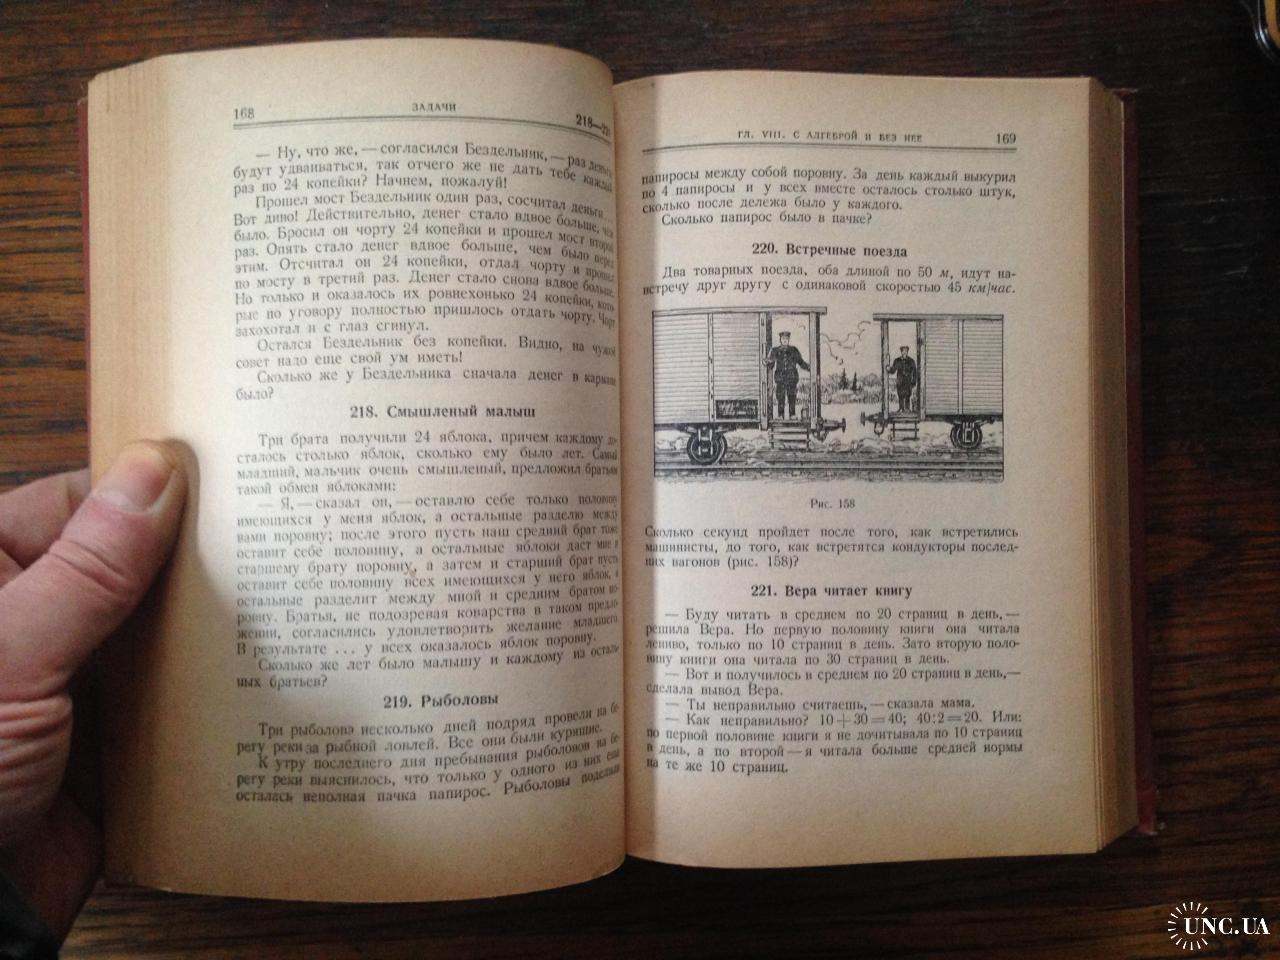 168
ЗАДАЧИ
218—22
— Ну, что же, — согласился Бездельник, — раз деньги
будут удваиваться, так отчего же не дать тебе каждый
раз по 24 копейки? Начнем, пожалуй!
Прошел мост Бездельник один раз, сосчитал деньги...
Вот диво! Действительно, денег стало вдвое больше, чем
было. Бросил он чорту 24 копейки и прошел мост второй
раз. Опять стало денег вдвое больше, чем было перед
этим. Отсчитал он 24 копейки, отдал чорту и прошел
по мосту в третий раз. Денег стало снова вдвое больше.
Но только и оказалось их ровнехонько 24 копейки, кото-
рые по уговору полностью пришлось отдать чорту. Чорт
захохотал и с глаз сгинул.
Остался Бездельник без копейки. Видно, на чужой
совет надо еще свой ум иметь!
Сколько же у Бездельника сначала денег в кармане
было?
218. Смышленый малыш
Три брата получили 24 яблока, причем каждому до-
сталось столько яблок, сколько ему было лет. Самый
младший, мальчик очень смышленый, предложил братьям
такой обмен яблоками:
— Я, — сказал он, — оставлю себе только половину
имеющихся у меня яблок, а остальные разделю между
вами поровну; после этого пусть наш средний брат тоже
оставит себе половину, а остальные яблоки даст мне и
старшему брату поровну, а затем и старший брат пусть
оставит себе половину всех имеющихся у него яблок, а
остальные разделит между мной и средним братом по-
ровну. Братья, не подозревая коварства в таком предло-
жении, согласились удовлетворить желание младшего.
В результате ... у всех оказалось яблок поровну.
Сколько же лет было малышу и каждому из осталь-
ных братьев?
219. Рыболовы
Три рыболова несколько дней подряд провели на бе-
регу реки за рыбной ловлей. Все они были курящие.
К утру последнего дня пребывания рыболовов на бе-
регу реки выяснилось, что только у одного из них еще
осталась неполная пачка папирос. Рыболовы поделили
ГЛ. VIII. С АЛГЕБРОЙ И БЕЗ НЕЕ
169
папиросы между собой поровну. За день каждый выкурил
по 4 папиросы и у всех вместе осталось столько штук,
сколько после дележа было у каждого.
Сколько папирос было в пачке?
220. Встречные поезда
Два товарных поезда, оба длиной по 50 м, идут на-
встречу друг другу с одинаковой скоростью 45 км/час.
Рис. 158
Сколько секунд пройдет после того, как встретились
машинисты, до того, как встретятся кондукторы послед-
них вагонов (рис. 158)?
221. Вера читает книгу
— Буду читать в среднем по 20 страниц в день, —
решила Вера. Но первую половину книги она читала
лениво, только по 10 страниц в день. Зато вторую поло-
вину книги она читала по 30 страниц в день.
— Вот и получилось в среднем по 20 страниц в день,—
сделала вывод Вера.
— Ты неправильно считаешь, — сказала мама.
— Как неправильно? 10+30=40; 40:2=20. Или:
по первой половине книги я не дочитывала по 10 страниц
в день, а по второй — я читала больше средней нормы
на те же 10 страниц.
UNC.UA